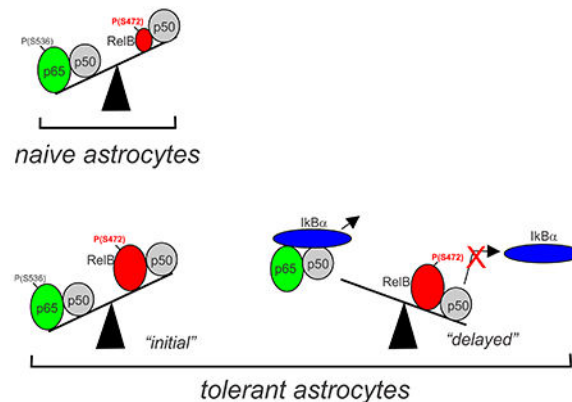 P(S472)
RelB
p50
P(S536)
p65
p50
naive astrocytes
P(S472)
RelB
p50
P(S536)
p65
p50
"initial"
IkBα
p65
p50
P(S472)
RelB
p50
X
IkBα
"delayed"
tolerant astrocytes